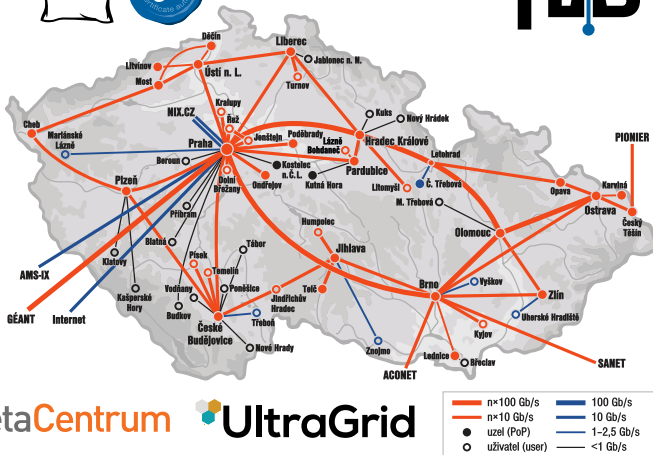 certificate auth
Děčín
Liberec
Litvínov
Jablonec n. N.
Ústí n. L.
Most
Turnov
Kralupy
NIX.CZ
Řež
Kuks
Nový Hrádek
Cheb
Mariánské
Lázně
Praha
Jenštejn
Poděbrady
Lázně
Bohdaneč
Hradec Králové
PIONIER
Beroun
Kostelec
n.Č.L.
Pardubice
Letohrad
Dolní
Břežany
Ondřejov
Kutná Hora
Litomyšl
Č. Třebová
Opava
Karviná
Plzeň
M. Třebová
Ostrava
Český
Těšín
Příbram
Humpolec
Olomouc
Blatná
Tábor
Jihlava
Klatovy
Písek
Temelín
AMS-IX
Vodňany
Poněšice
Telč
Brno
Vyškov
Kašperské
Hory
Jindřichův
Hradec
Zlín
GÉANT
Internet
Budkov
České
Budějovice
Třeboň
Uherské Hradiště
Kyjov
Nové Hrady
Znojmo
Lednice
Břeclav
ACONET
SANET
etaCentrum
UltraGrid
n×100 Gb/s
100 Gb/s
n×10 Gb/s
10 Gb/s
uzel (PoP)
1–2,5 Gb/s
uživatel (user)
<1 Gb/s